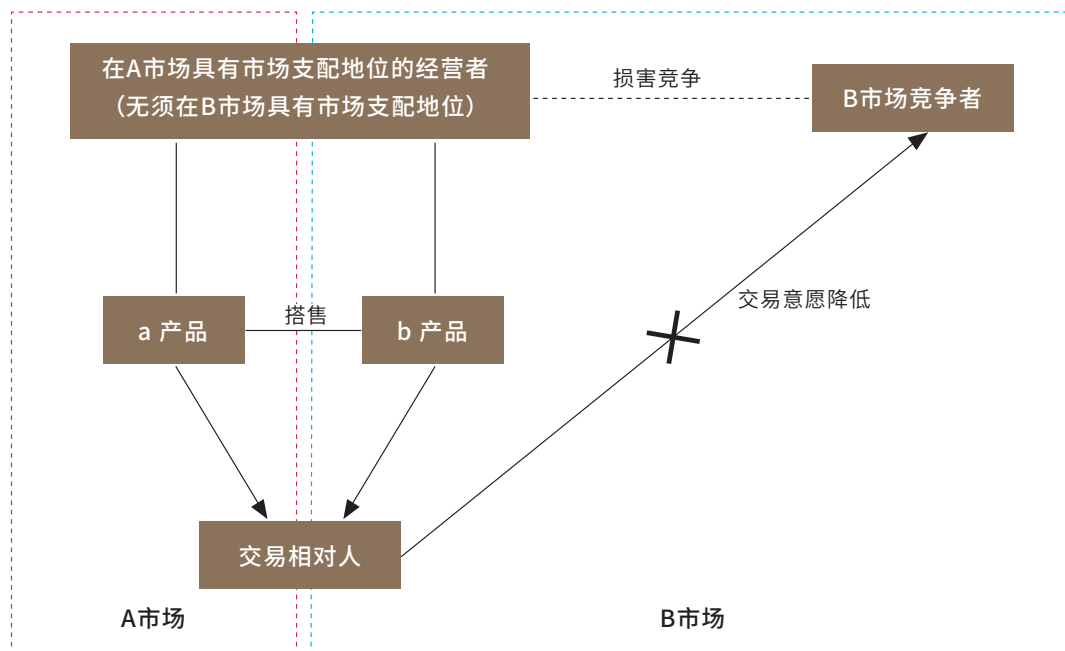 在A市场具有市场支配地位的经营者
（无须在B市场具有市场支配地位）
损害竞争
B市场竞争者
交易意愿降低
a 产品
搭售
b 产品
交易相对人
A市场
B市场